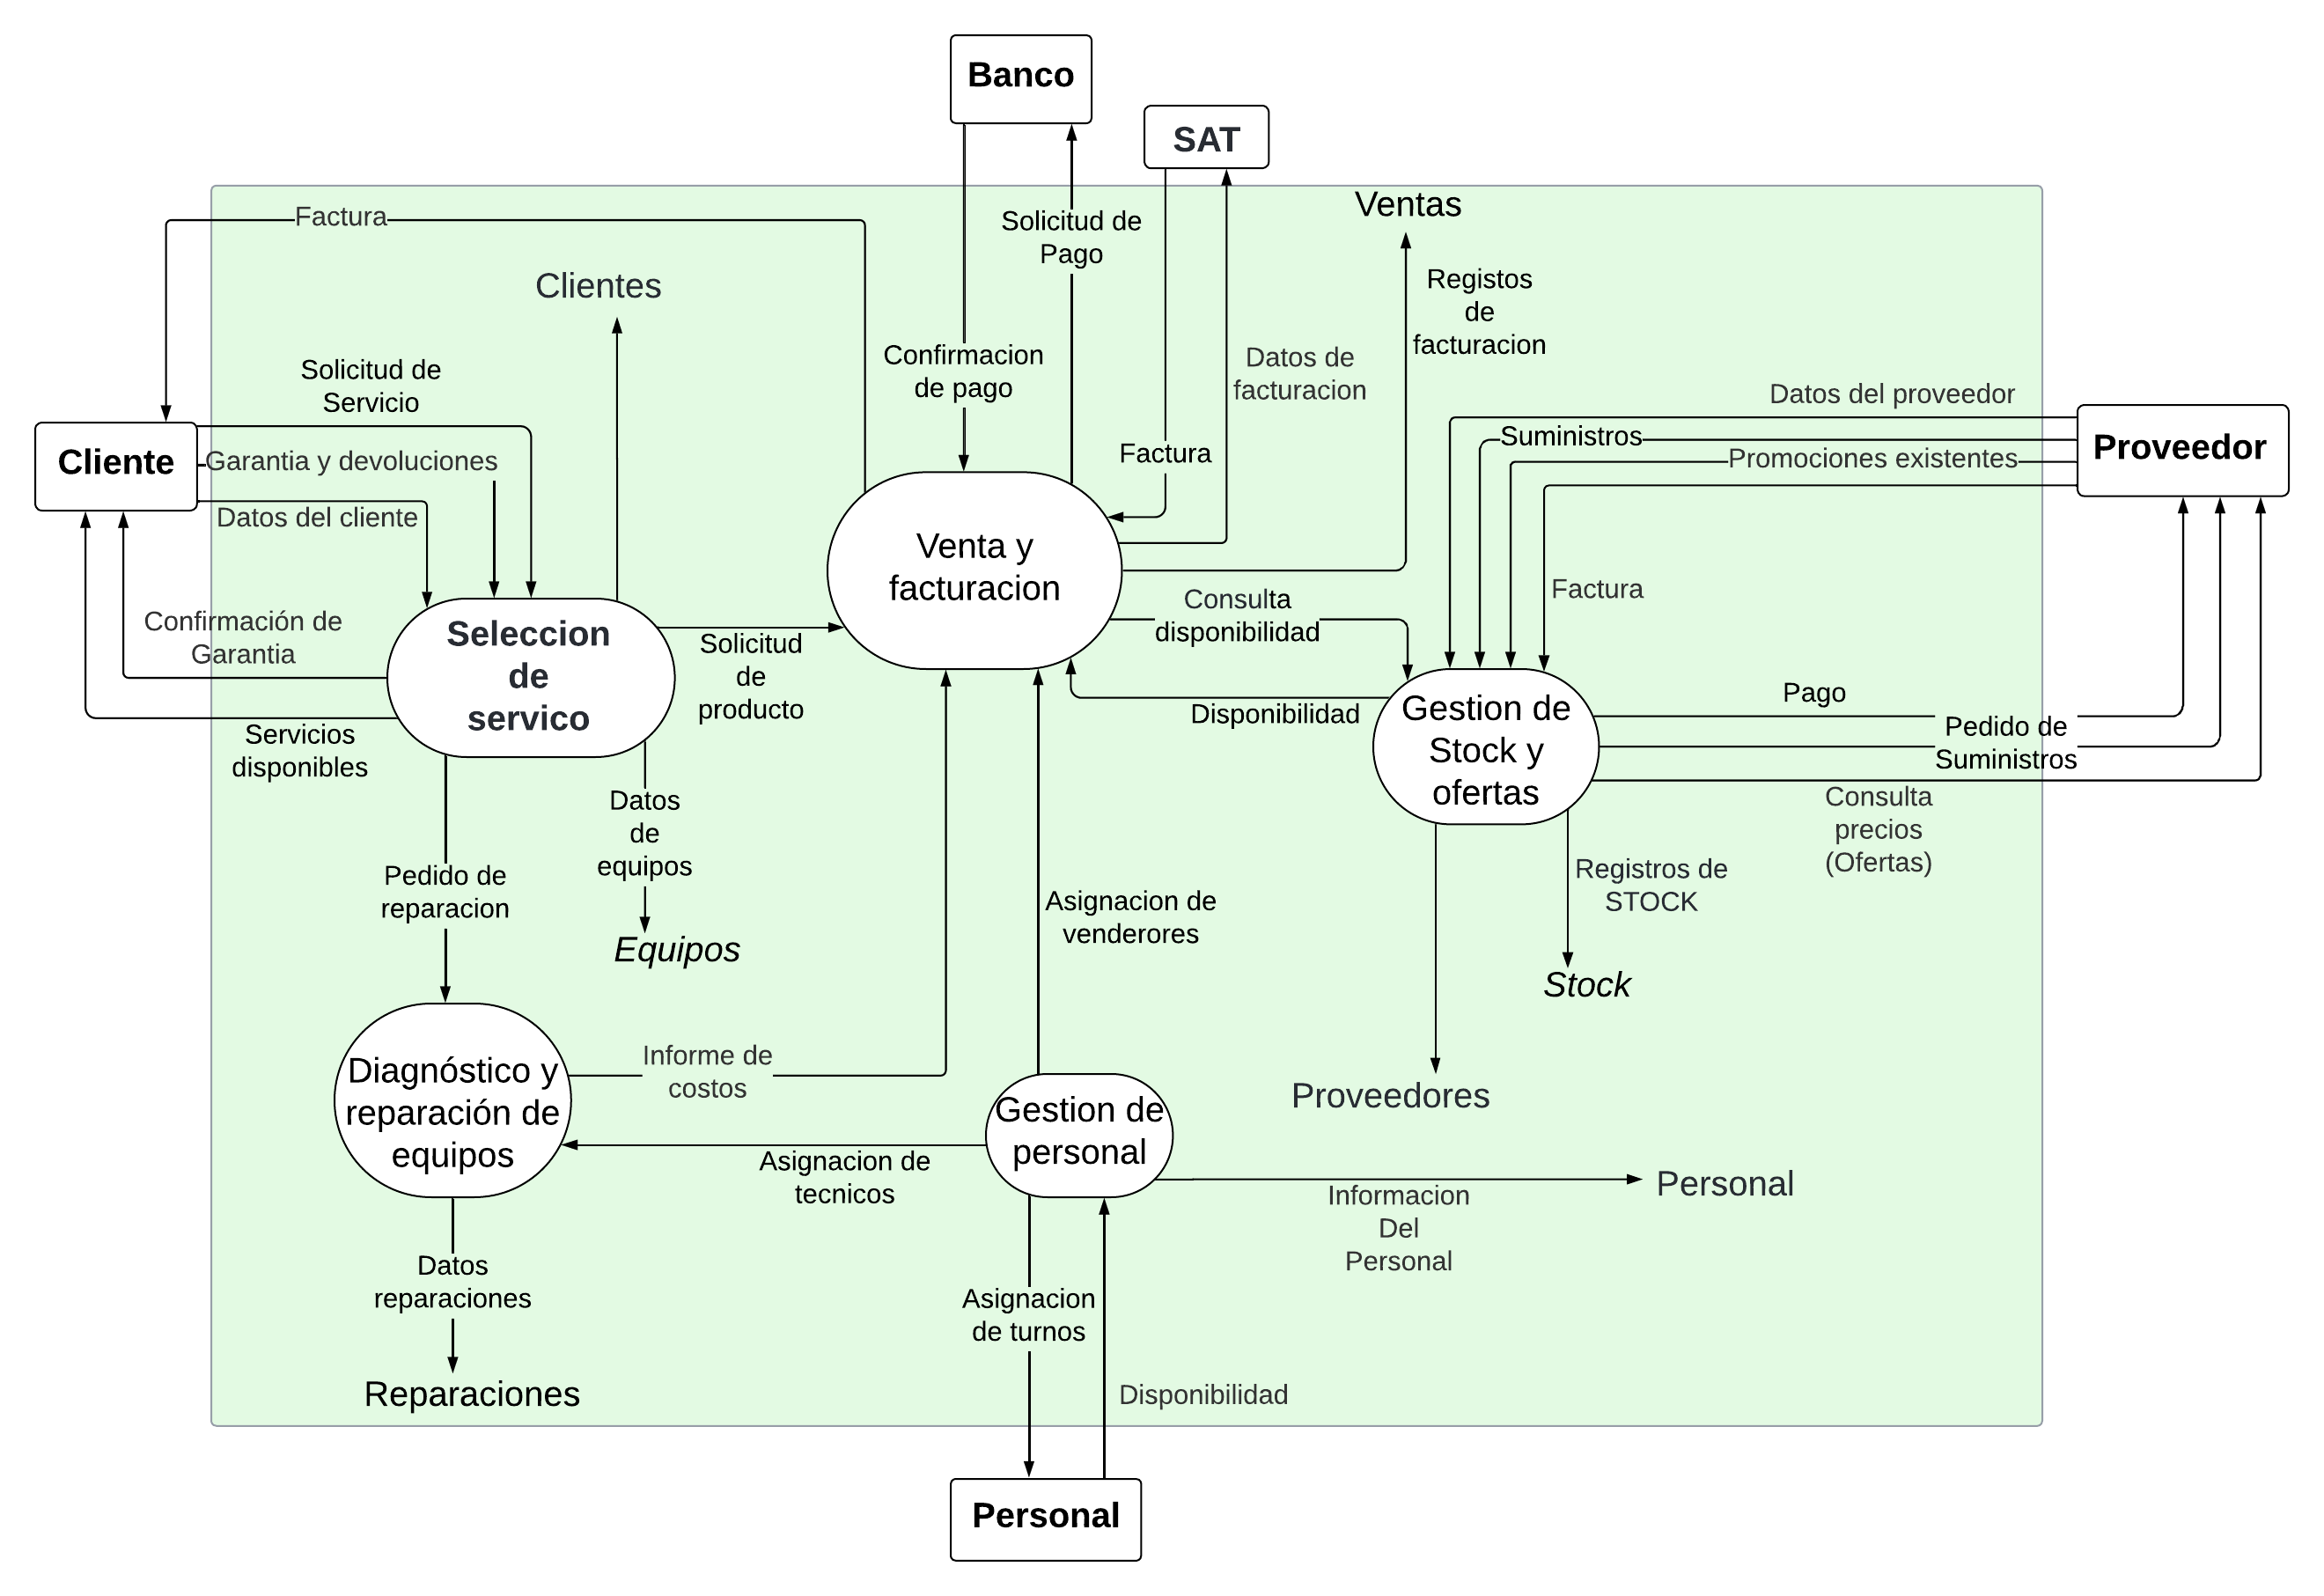 Banco
SAT
Ventas
Factura
Solicitud de
Pago
Clientes
Registos
de
facturacion
Solicitud de
Servicio
Confirmacion
de pago
Datos de
facturacion
Datos del proveedor
Suministros
Promociones existentes
Proveedor
Cliente
Garantia y devoluciones
Factura
Datos del cliente
Venta y
facturacion
Factura
Consulta
disponibilidad
Confirmación de
Garantia
Seleccion
de
servico
Solicitud
de
producto
Disponibilidad
Gestion de
Stock y
ofertas
Pago
Pedido de
Suministros
Servicios
disponibles
Datos
de
equipos
Consulta
precios
(Ofertas)
Pedido de
reparacion
Registros de
STOCK
Asignacion de
venderores
Equipos
Stock
Informe de
costos
Diagnóstico y
reparación de
equipos
Gestion de
personal
Proveedores
Asignacion de
tecnicos
Personal
Informacion
Del
Personal
Datos
reparaciones
Asignacion
de turnos
Reparaciones
Disponibilidad
Personal